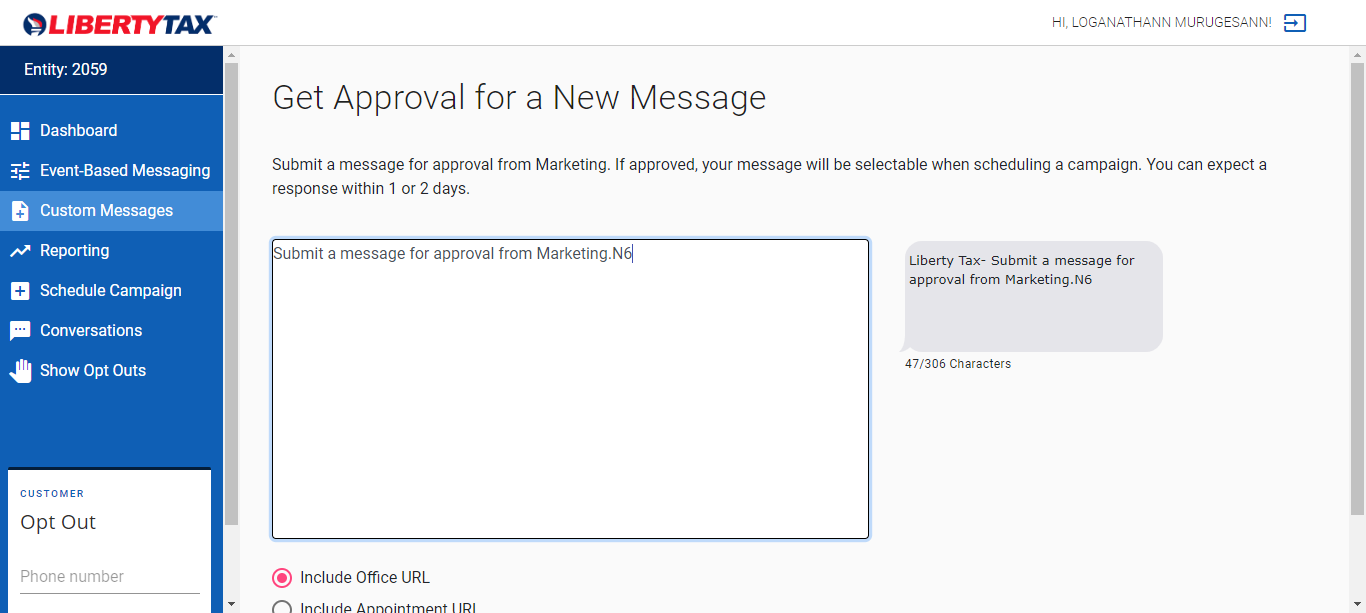 LIBERTYTAX
HI, LOGANATHANN MURUGESANN!
Entity: 2059
Dashboard
Event-Based Messaging
Custom Messages
Reporting
Schedule Campaign
Conversations
Show Opt Outs
CUSTOMER
Opt Out
Phone number
Get Approval for a New Message
Submit a message for approval from Marketing. If approved, your message will be selectable when scheduling a campaign. You can expect a
response within 1 or 2 days.
Submit a message for approval from Marketing.N6
Liberty Tax- Submit a message for
approval from Marketing.N6
47/306 Characters
Include Office URL
Include Appointment URL